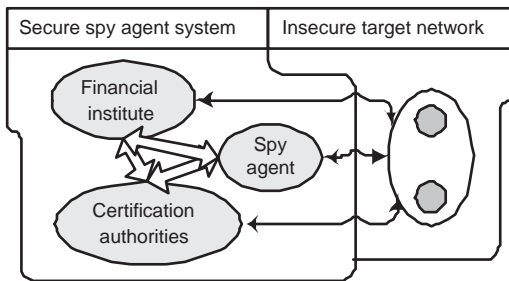 Secure spy agent system
Insecure target network
Financial
institute
Spy
agent
Certification
authorities